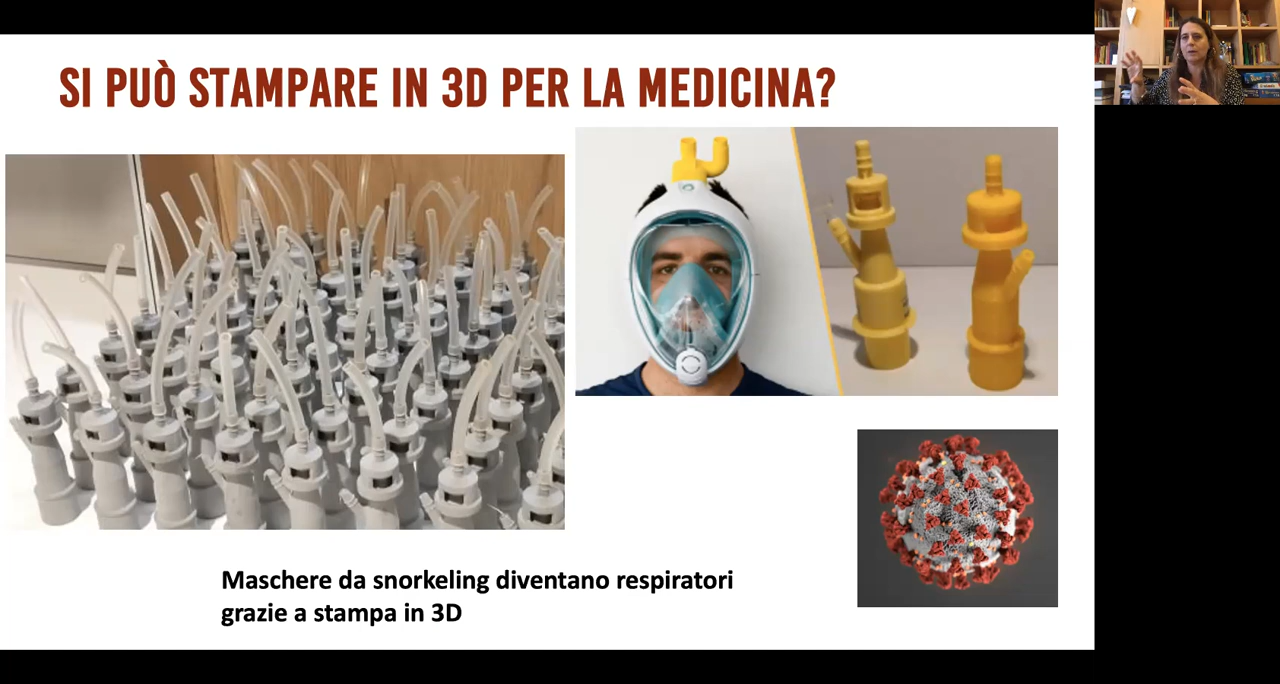 SI PUÒ STAMPARE IN 3D PER LA MEDICINA?
Maschere da snorkeling diventano respiratori
grazie a stampa in 3D